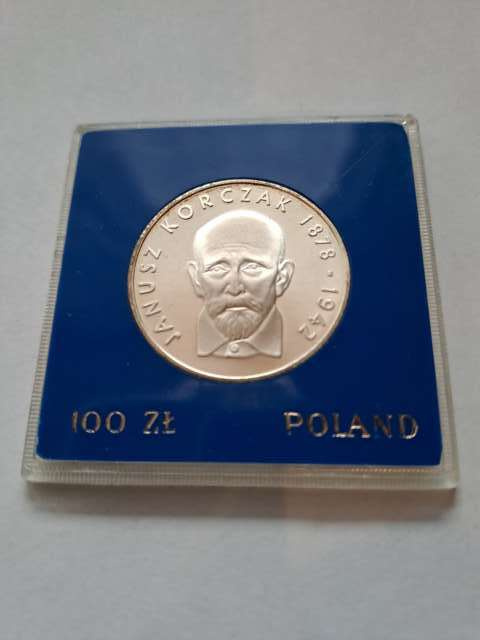 JANUSZ KORCZAK 1878 · 1942
100 ZŁ POLAND